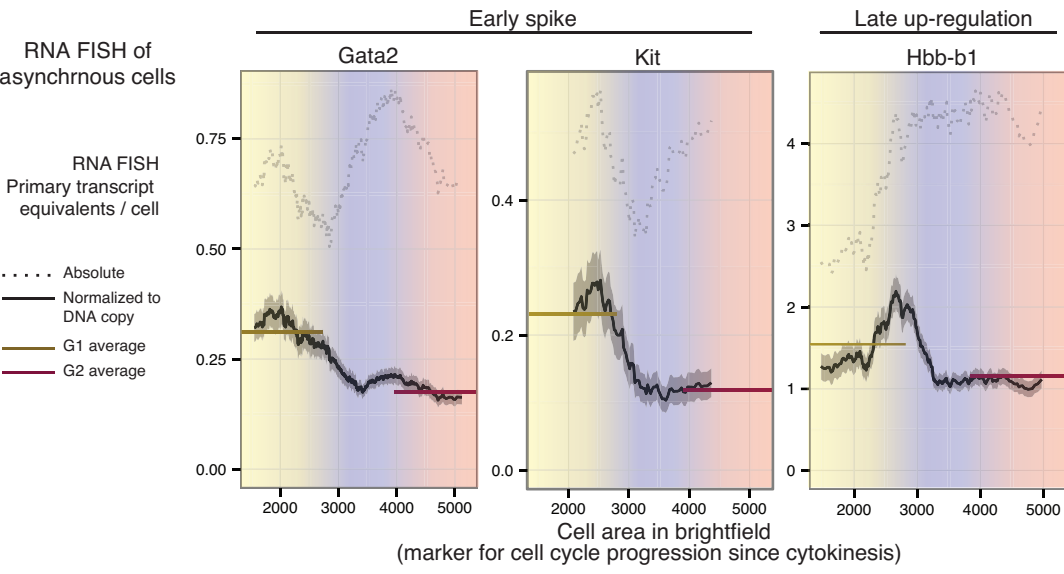 Early spike
Late up-regulation
RNA FISH of
asynchrnous cells
Gata2
Kit
Hbb-b1
RNA FISH
Primary transcript
equivalents / cell
Absolute
Normalized to
DNA copy
G1 average
G2 average
0.75
0.50
0.25
0.00
0.4
0.2
0.0
4
3
2
1
0
2000 3000 4000 5000
2000 3000 4000 5000
2000 3000 4000 5000
Cell area in brightfield
(marker for cell cycle progression since cytokinesis)